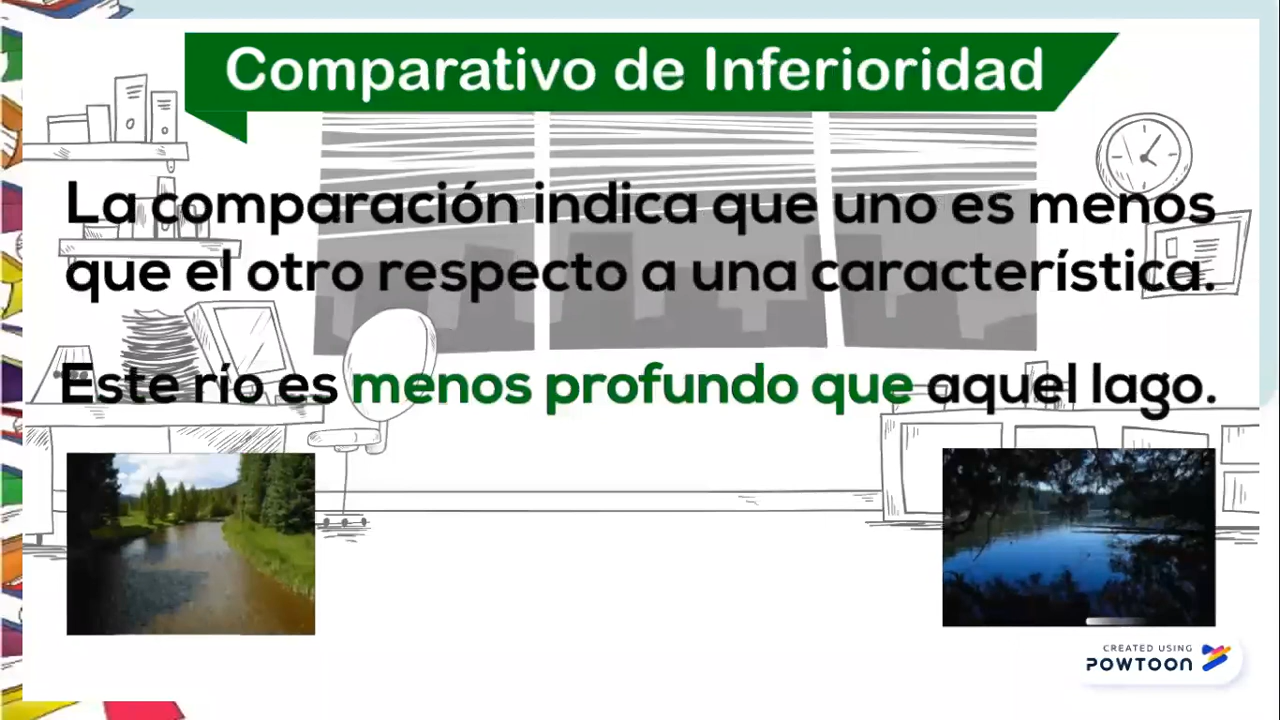 Comparativo de Inferioridad
La comparación indica que uno es menos
que el otro respecto a una característica.
Este río es menos profundo que aquel lago.
CREATED USING
POWTOON